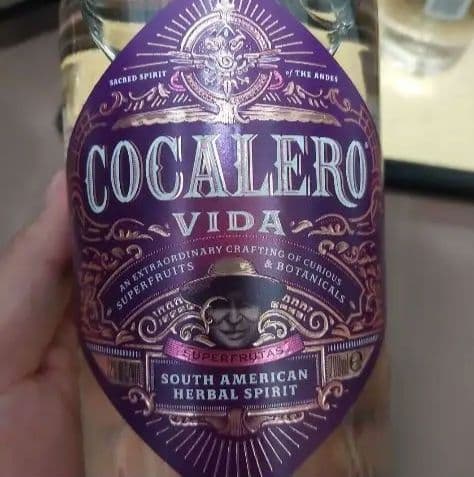 SACRED SPIRIT of THE ANDES
COCALERO
VIDA
AN EXTRAORDINARY CRAFTING OF CURIOUS
SUPERFRUITS & BOTANICALS
SUPERFRUTAS
SOUTH AMERICAN
HERBAL SPIRIT